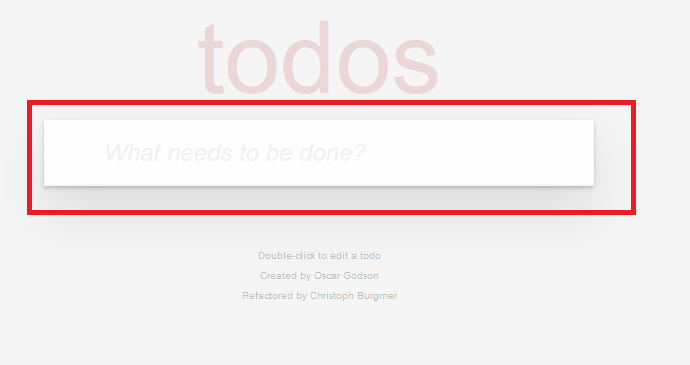 todos
What needs to be done?
Double-click to edit a todo
Created by Oscar Godson
Refactored by Christoph Burgmer